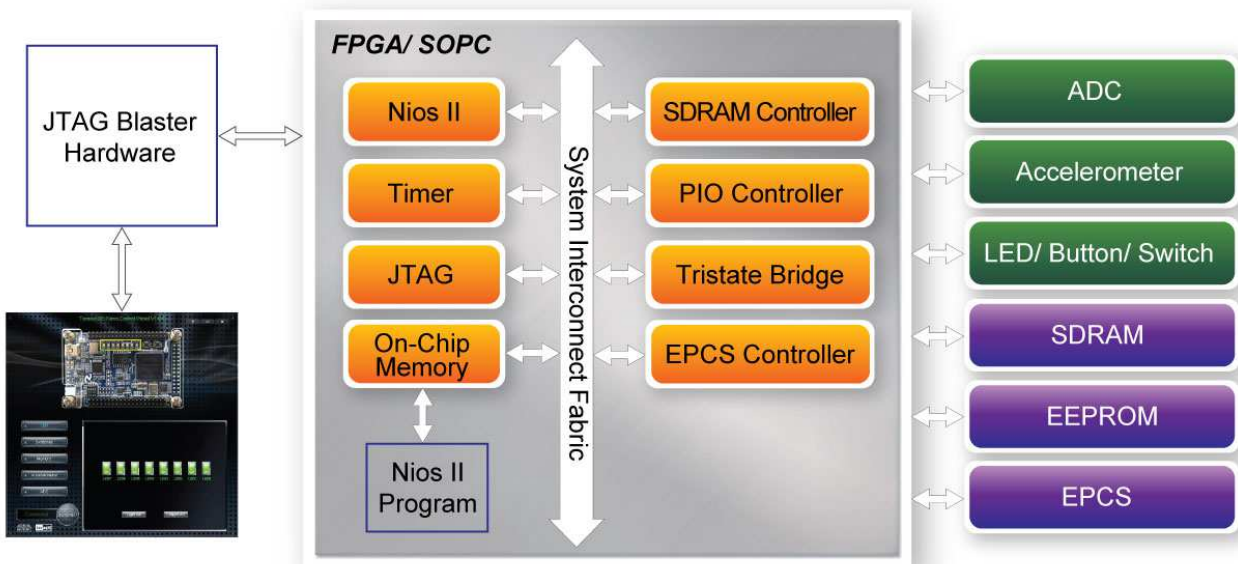 FPGA/ SOPC
JTAG Blaster
Hardware
Nios II
Timer
JTAG
On-Chip
Memory
Nios II
Program
System Interconnect Fabric
SDRAM Controller
PIO Controller
Tristate Bridge
EPCS Controller
ADC
Accelerometer
LED/ Button/ Switch
SDRAM
EEPROM
EPCS